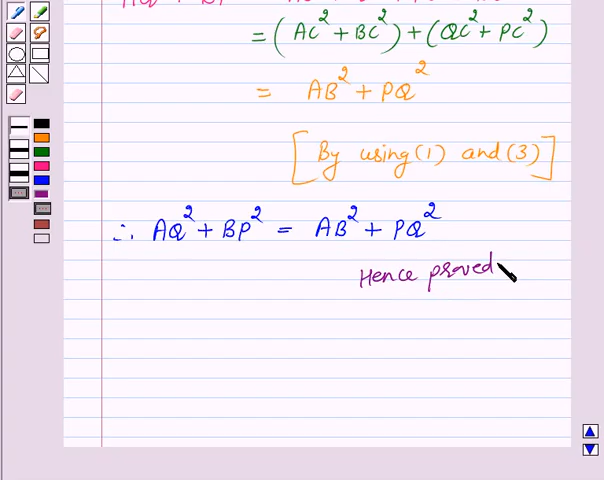 = (AC² + BC²) + (QC² + PC²)
= AB² + PQ²
[By using (1) and (3)]
∴ AQ² + BP² = AB² + PQ²
Hence proved